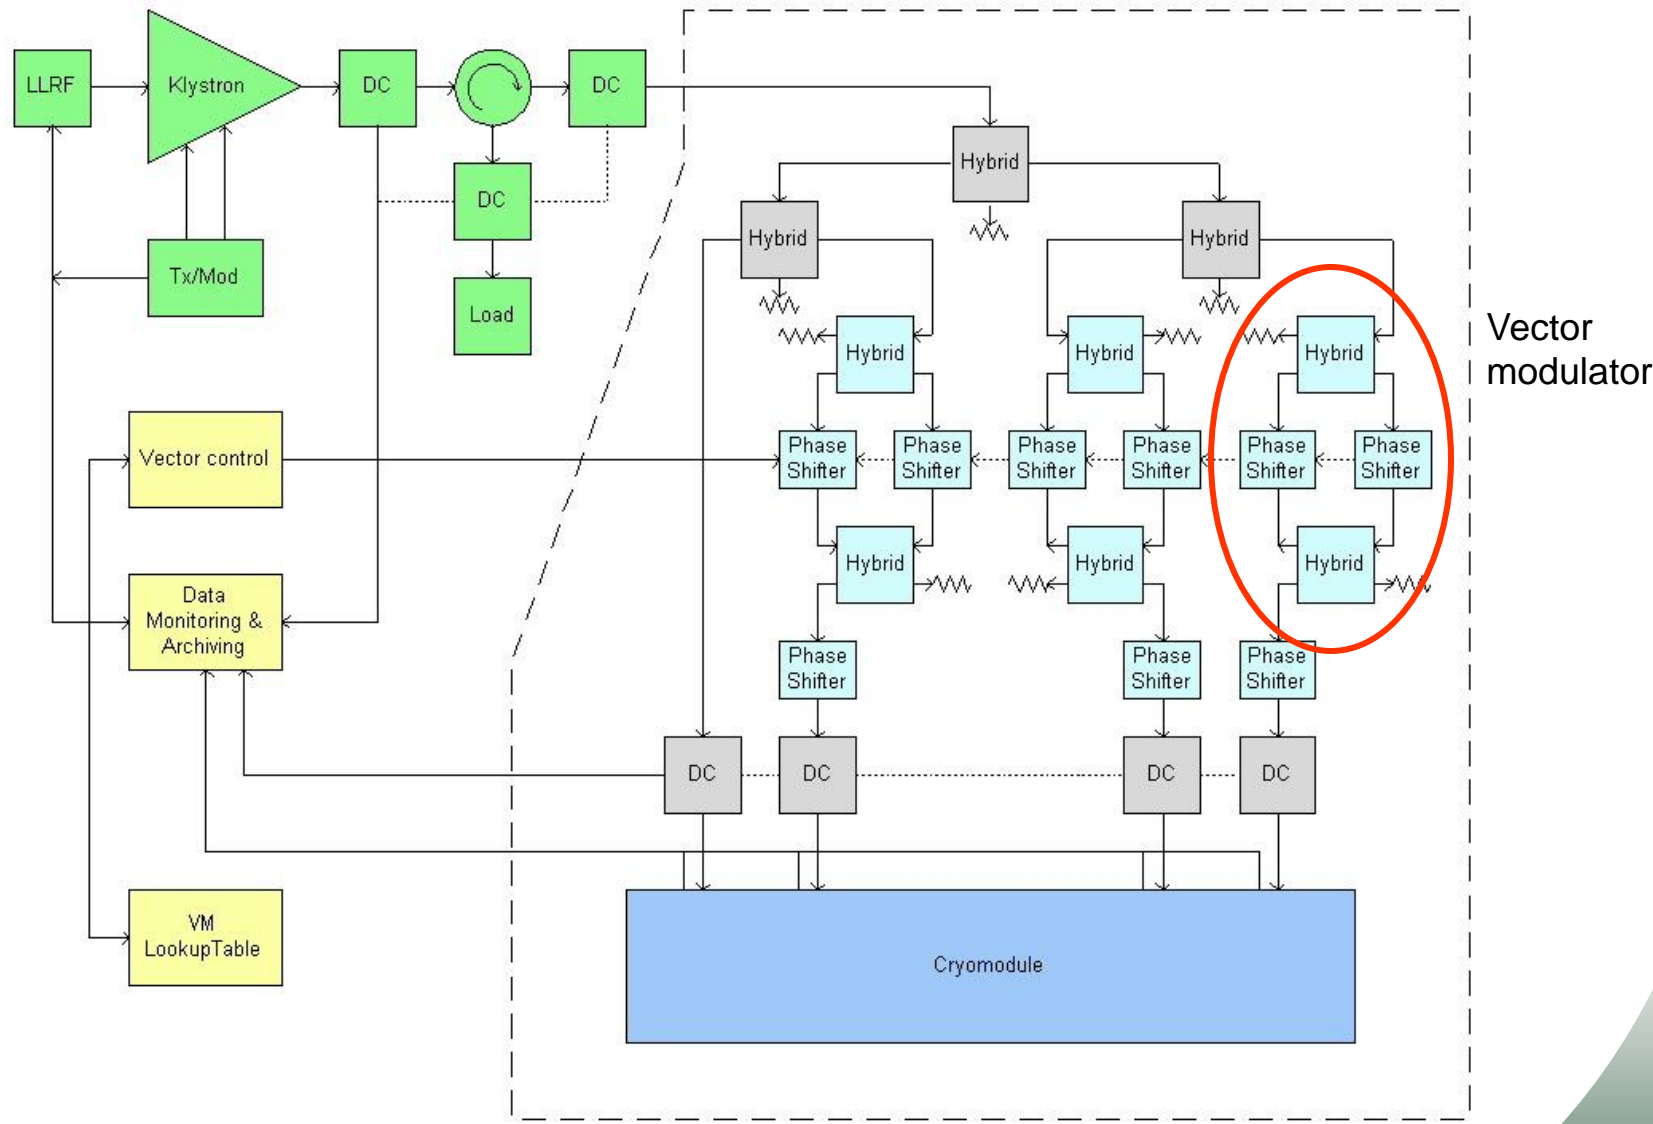 LLRF
Klystron
DC
DC
Hybrid
DC
Hybrid
Hybrid
Tx/Mod
Load
Hybrid
Hybrid
Hybrid
Vector
modulator
Vector control
Phase
Shifter
Phase
Shifter
Phase
Shifter
Phase
Shifter
Phase
Shifter
Phase
Shifter
Hybrid
Hybrid
Hybrid
Data
Monitoring &
Archiving
Phase
Shifter
Phase
Shifter
Phase
Shifter
DC
DC
DC
DC
VM
LookupTable
Cryomodule